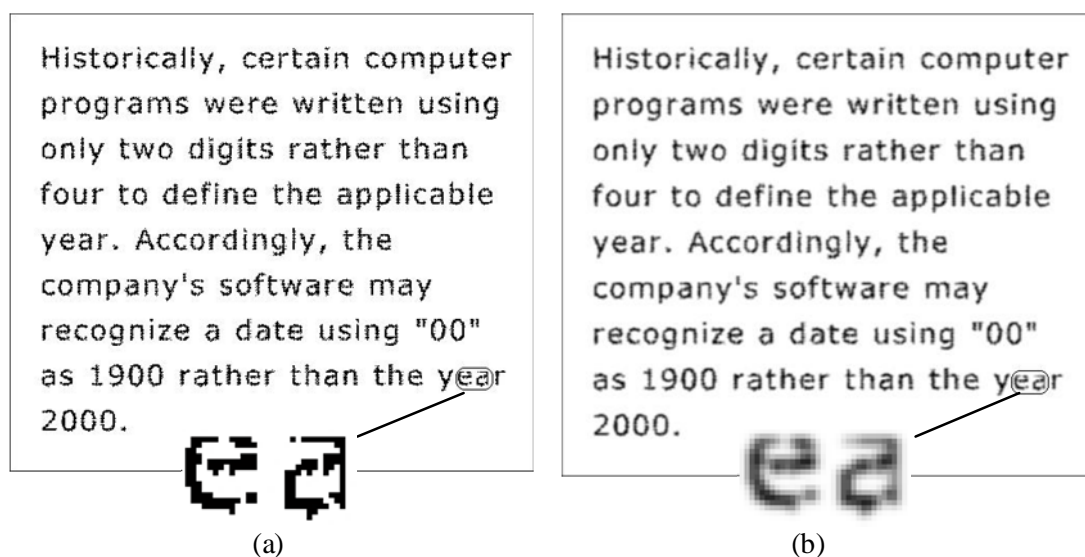 Historically, certain computer
programs were written using
only two digits rather than
four to define the applicable
year. Accordingly, the
company's software may
recognize a date using "00"
as 1900 rather than the year
2000.
e a
(a)
Historically, certain computer
programs were written using
only two digits rather than
four to define the applicable
year. Accordingly, the
company's software may
recognize a date using "00"
as 1900 rather than the year
2000.
e a
(b)